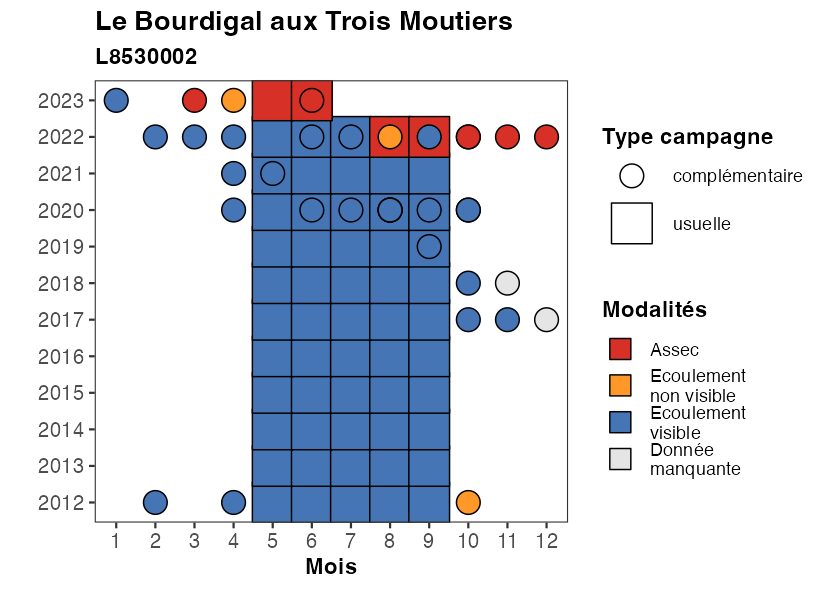 Le Bourdigal aux Trois Moutiers
L8530002
2023
2022
2021
2020
2019
2018
2017
2016
2015
2014
2013
2012
1 2 3 4 5 6 7 8 9 10 11 12
Mois
Type campagne
complémentaire
usuelle
Modalités
Assec
Ecoulement
non visible
Ecoulement
visible
Donnée
manquante